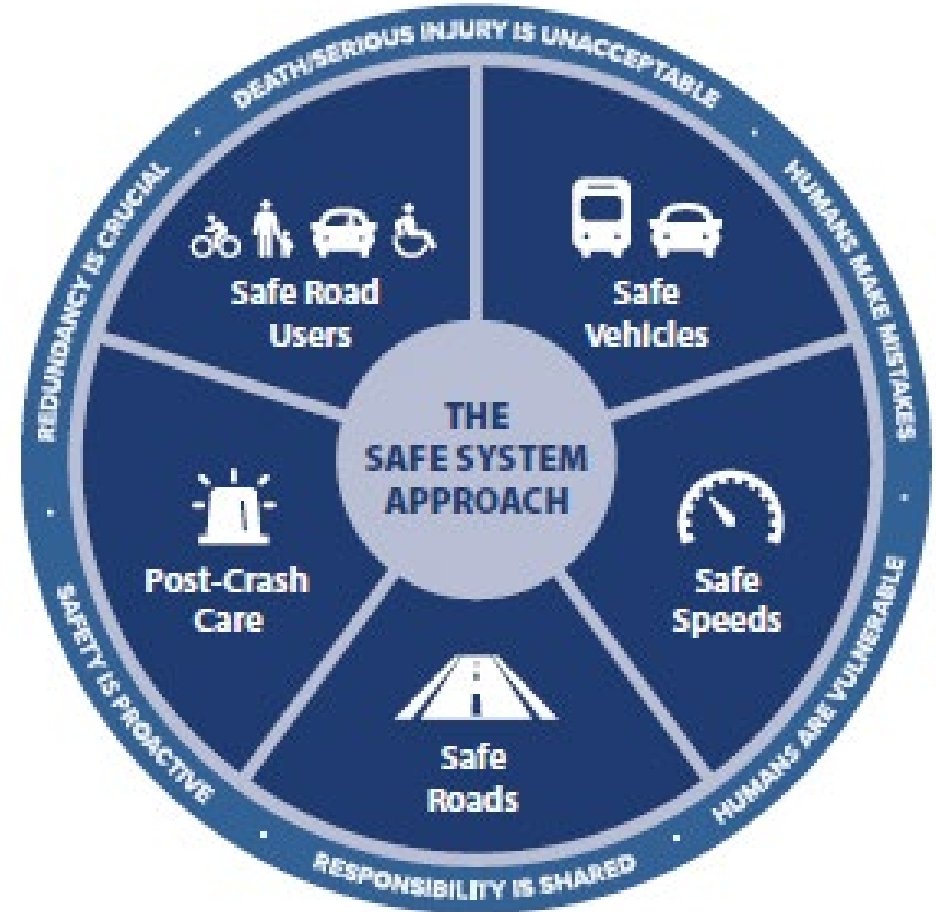 DEATH/SERIOUS INJURY IS UNACCEPTABLE
HUMANS MAKE MISTAKES
HUMANS ARE VULNERABLE
RESPONSIBILITY IS SHARED
SAFETY IS PROACTIVE
REDUNDANCY IS CRUCIAL
Safe Road
Users
Safe
Vehicles
THE
SAFE SYSTEM
APPROACH
Post-Crash
Care
Safe
Speeds
Safe
Roads